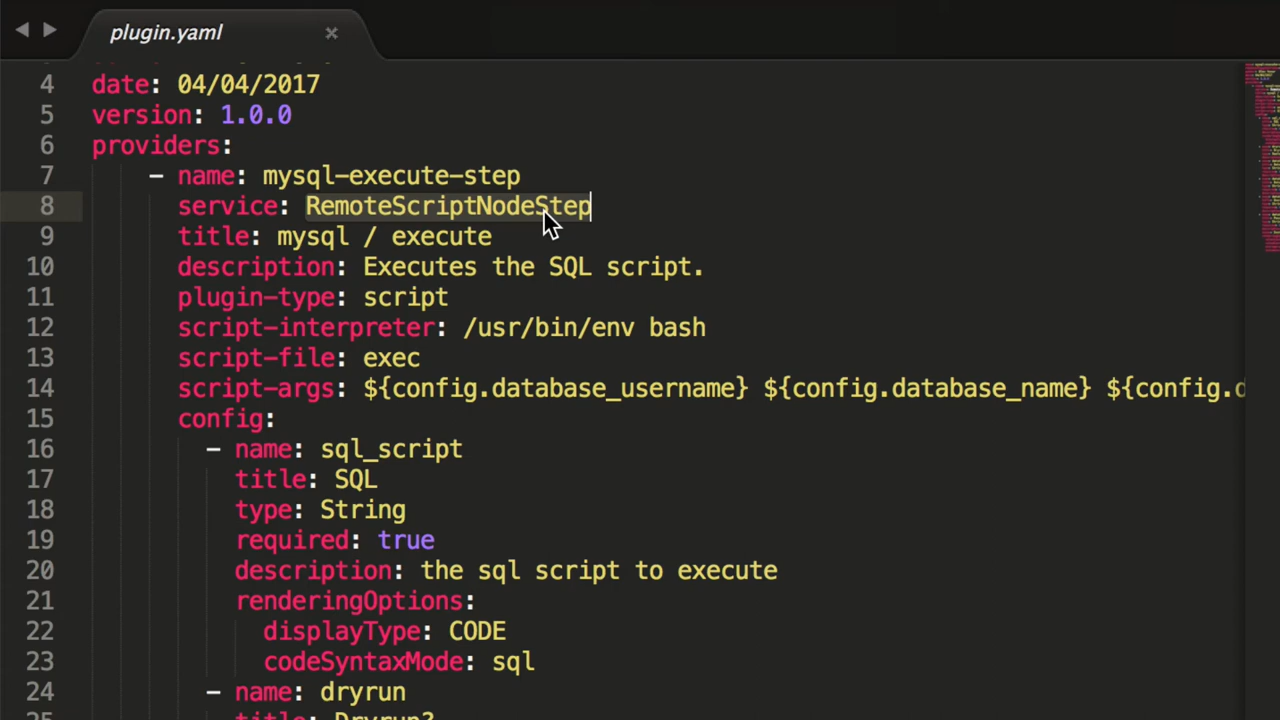 plugin.yaml ×
4 date: 04/04/2017
5 version: 1.0.0
6 providers:
7 - name: mysql-execute-step
8 service: RemoteScriptNodeStep
9 title: mysql / execute
10 description: Executes the SQL script.
11 plugin-type: script
12 script-interpreter: /usr/bin/env bash
13 script-file: exec
14 script-args: ${config.database_username} ${config.database_name} ${config.d
15 config:
16 - name: sql_script
17 title: SQL
18 type: String
19 required: true
20 description: the sql script to execute
21 renderingOptions:
22 displayType: CODE
23 codeSyntaxMode: sql
24 - name: dryrun
25 title: Dryrun?